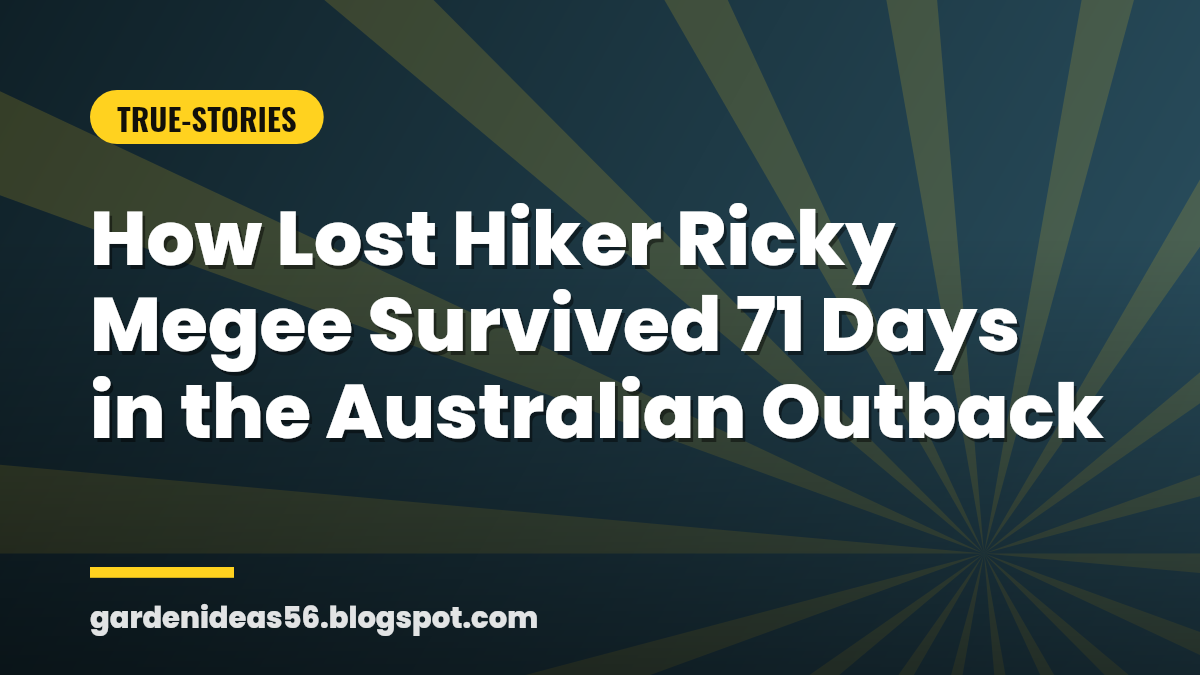 TRUE-STORIES
How Lost Hiker Ricky
Megee Survived 71 Days
in the Australian Outback
gardenideas56.blogspot.com